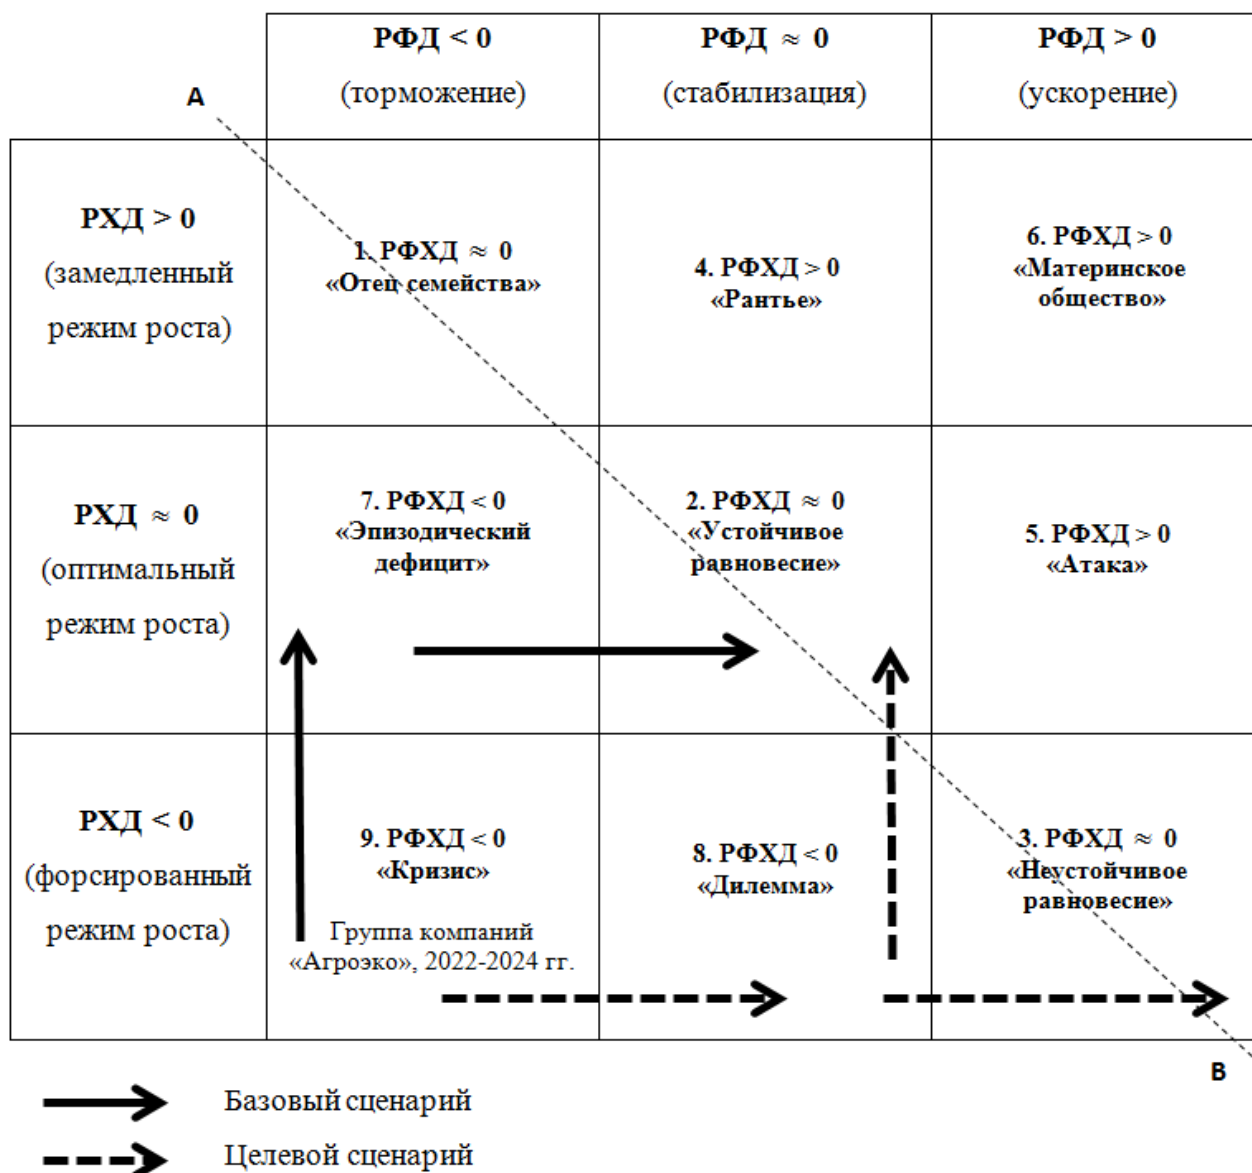 РФД < 0
(торможение)
РФД ≈ 0
(стабилизация)
РФД > 0
(ускорение)
А
РХД > 0
(замедленный
режим роста)
1. РФХД ≈ 0
«Отец семейства»
4. РФХД > 0
«Рантье»
6. РФХД > 0
«Материнское
общество»
РХД ≈ 0
(оптимальный
режим роста)
7. РФХД < 0
«Эпизодический
дефицит»
2. РФХД ≈ 0
«Устойчивое
равновесие»
5. РФХД > 0
«Атака»
РХД < 0
(форсированный
режим роста)
9. РФХД < 0
«Кризис»
Группа компаний
«Агроэко», 2022-2024 гг.
8. РФХД < 0
«Дилемма»
3. РФХД ≈ 0
«Неустойчивое
равновесие»
В
Базовый сценарий
Целевой сценарий